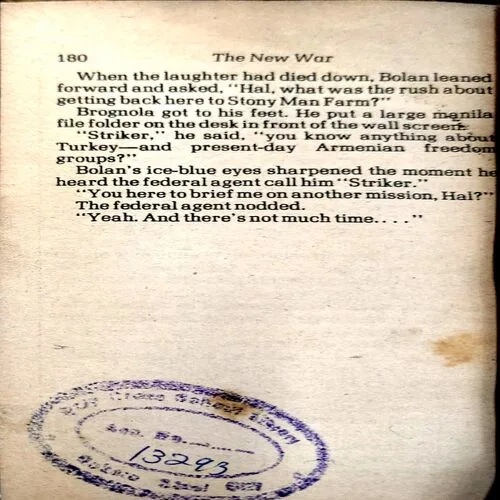 180 The New War
When the laughter had died down, Bolan leaned
forward and asked, "Hal, what was the rush about
getting back here to Stony Man Farm?"
Brognola got to his feet. He put a large manila
file folder on the desk in front of the wall screen.
"Striker," he said, "you know anything about
Turkey—and present-day Armenian freedom
groups?"
Bolan's ice-blue eyes sharpened the moment he
heard the federal agent call him "Striker."
"You here to brief me on another mission, Hal?"
The federal agent nodded.
"Yeah. And there's not much time. . . ."
Cross School
13293